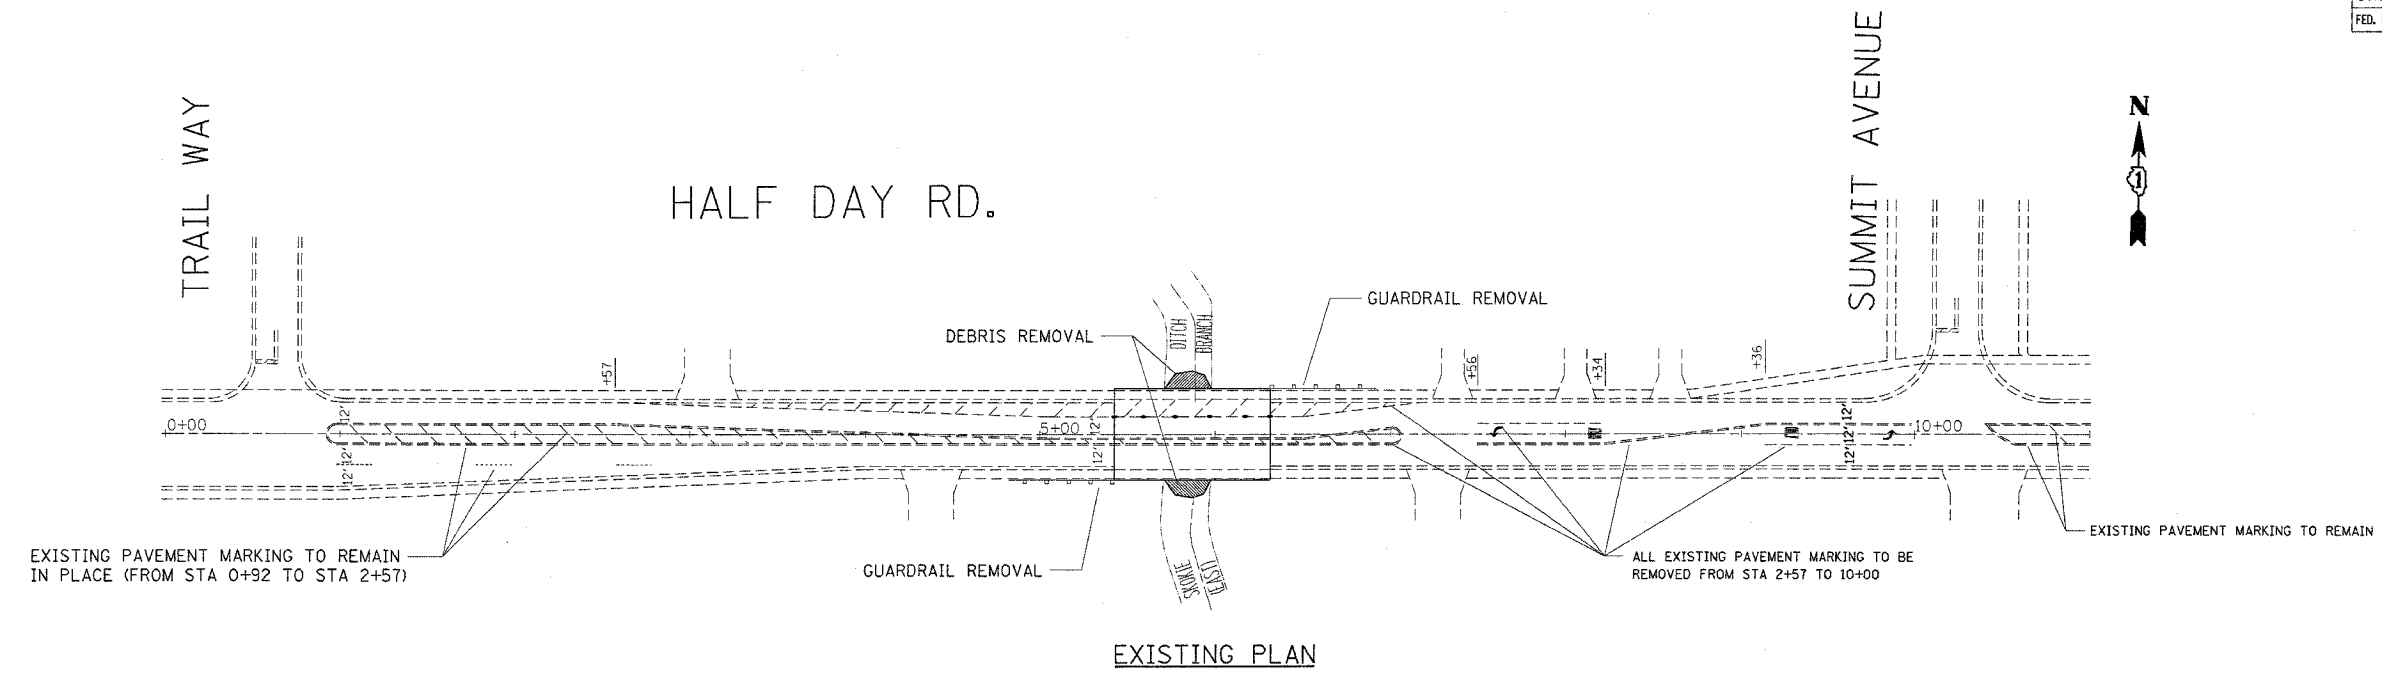 FED.
TRAIL WAY
HALF DAY RD.
SUMMIT AVENUE
N
1
GUARDRAIL REMOVAL
DEBRIS REMOVAL
DITCH
BRANCH
+57
+56
+34
+36
0+00
12'
12'
12'
5+00
12'
12'
12'
12'
12'
10+00
EXISTING PAVEMENT MARKING TO REMAIN
IN PLACE (FROM STA 0+92 TO STA 2+57)
GUARDRAIL REMOVAL
SKOKIE
(EAST)
ALL EXISTING PAVEMENT MARKING TO BE
REMOVED FROM STA 2+57 TO 10+00
EXISTING PAVEMENT MARKING TO REMAIN
EXISTING PLAN